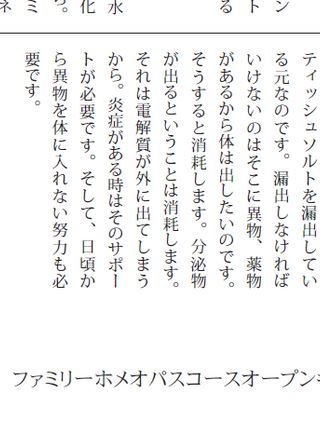 ン
ト
る
水
から。
化
ミ
ネ
ティッシュソルトを漏出してい
る元なのです。漏出しなければ
いけないのはそこに異物、薬物
があるから体は出したいのです。
そうすると消耗します。分泌物
が出るということは消耗します。
それは電解質が外に出てしまう
から。炎症がある時はそのサポー
トが必要です。そして、日頃か
ら異物を体に入れない努力も必
要です。
ファミリーホメオパスコースオープンキ